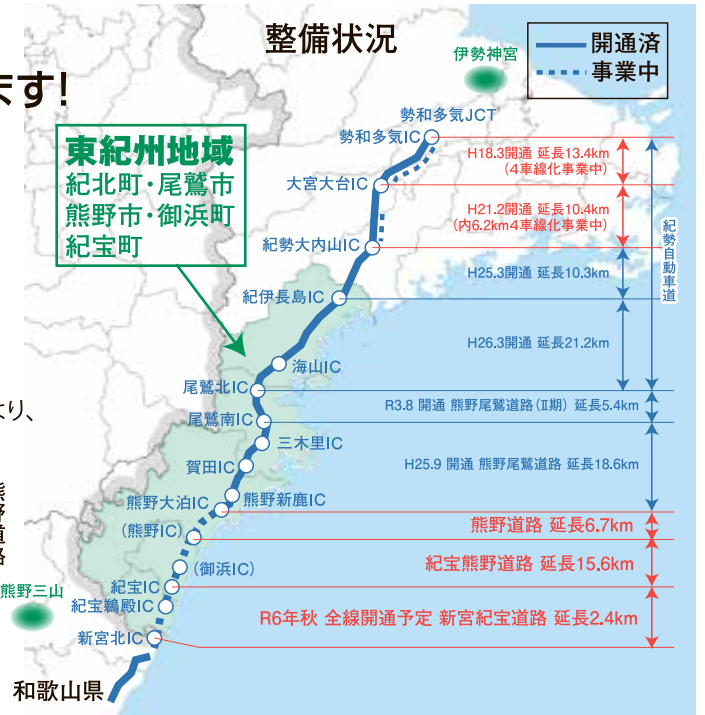 整備状況
開通済
事業中
ます!
伊勢神宮
勢和多気JCT
勢和多気IC
東紀州地域
紀北町・尾鷲市
熊野市・御浜町
紀宝町
H18.3開通 延長13.4km
(4車線化事業中)
大宮大台IC
H21.2開通 延長10.4km
(内6.2km4車線化事業中)
紀勢自動車道
紀勢大内山IC
H25.3開通 延長10.3km
紀伊長島IC
H26.3開通 延長21.2km
海山IC
尾鷲北IC
R3.8 開通 熊野尾鷲道路(Ⅱ期) 延長5.4km
より、
尾鷲南IC
三木里IC
H25.9 開通 熊野尾鷲道路 延長18.6km
賀田IC
熊野新鹿IC
熊野大泊IC
熊野道路
熊野道路 延長6.7km
(熊野IC)
紀宝熊野道路 延長15.6km
(御浜IC)
紀宝IC
熊野三山
紀宝鵜殿IC
R6年秋 全線開通予定 新宮紀宝道路 延長2.4km
新宮北IC
和歌山県